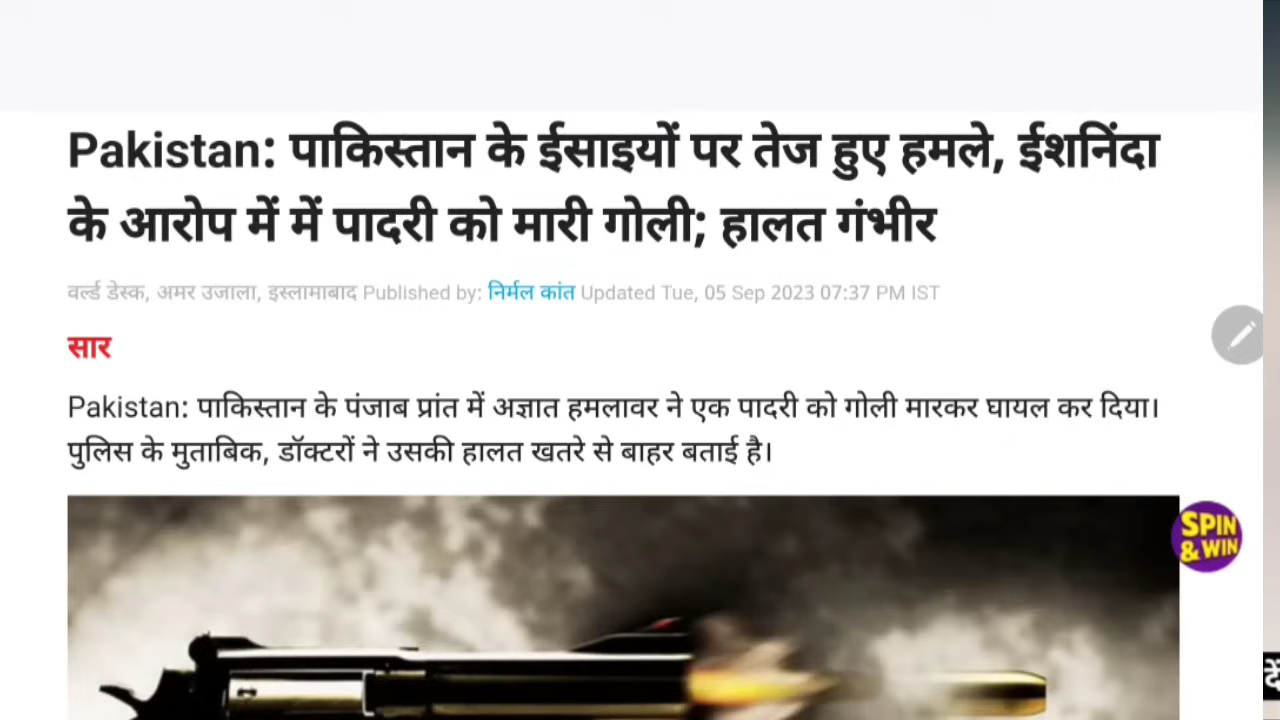 Pakistan: पाकिस्तान के ईसाइयों पर तेज हुए हमले, ईशनिंदा
के आरोप में में पादरी को मारी गोली; हालत गंभीर
वर्ल्ड डेस्क, अमर उजाला, इस्लामाबाद Published by: निर्मल कांत Updated Tue, 05 Sep 2023 07:37 PM IST
सार
Pakistan: पाकिस्तान के पंजाब प्रांत में अज्ञात हमलावर ने एक पादरी को गोली मारकर घायल कर दिया।
पुलिस के मुताबिक, डॉक्टरों ने उसकी हालत खतरे से बाहर बताई है।
SPIN
& WIN